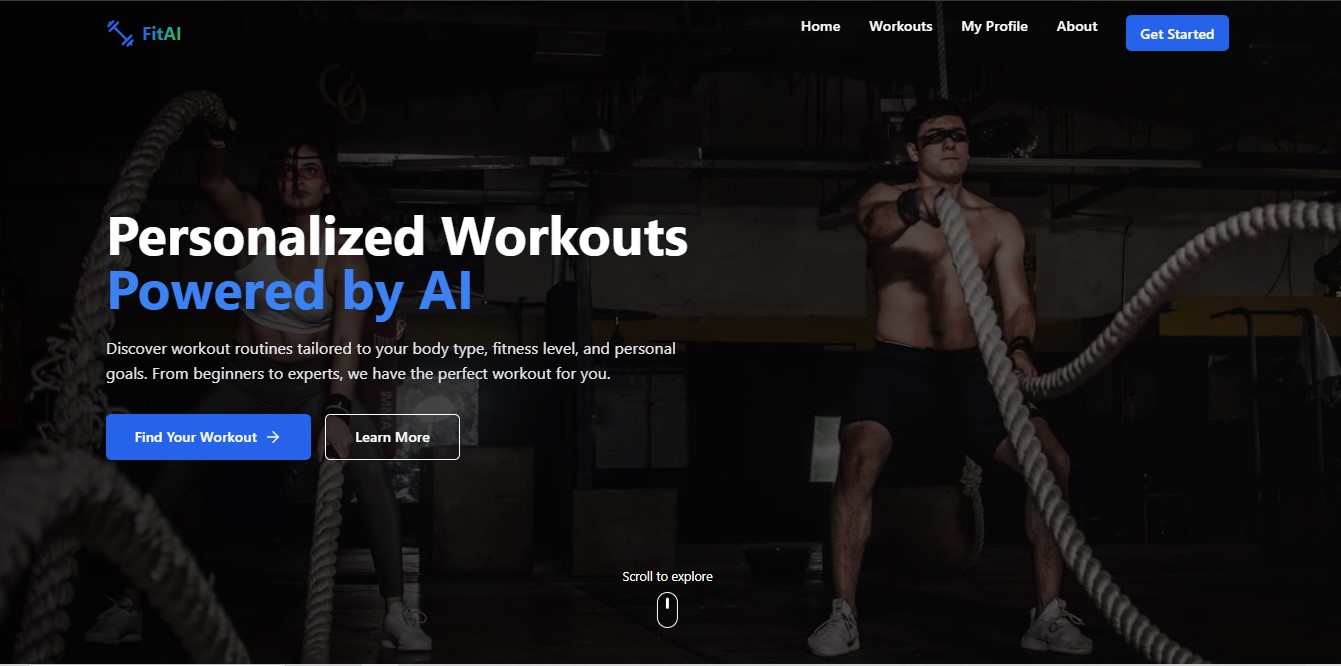 FitAI
Home
Workouts
My Profile
About
Get Started
Personalized Workouts
Powered by AI
Discover workout routines tailored to your body type, fitness level, and personal
goals. From beginners to experts, we have the perfect workout for you.
Find Your Workout →
Learn More
Scroll to explore